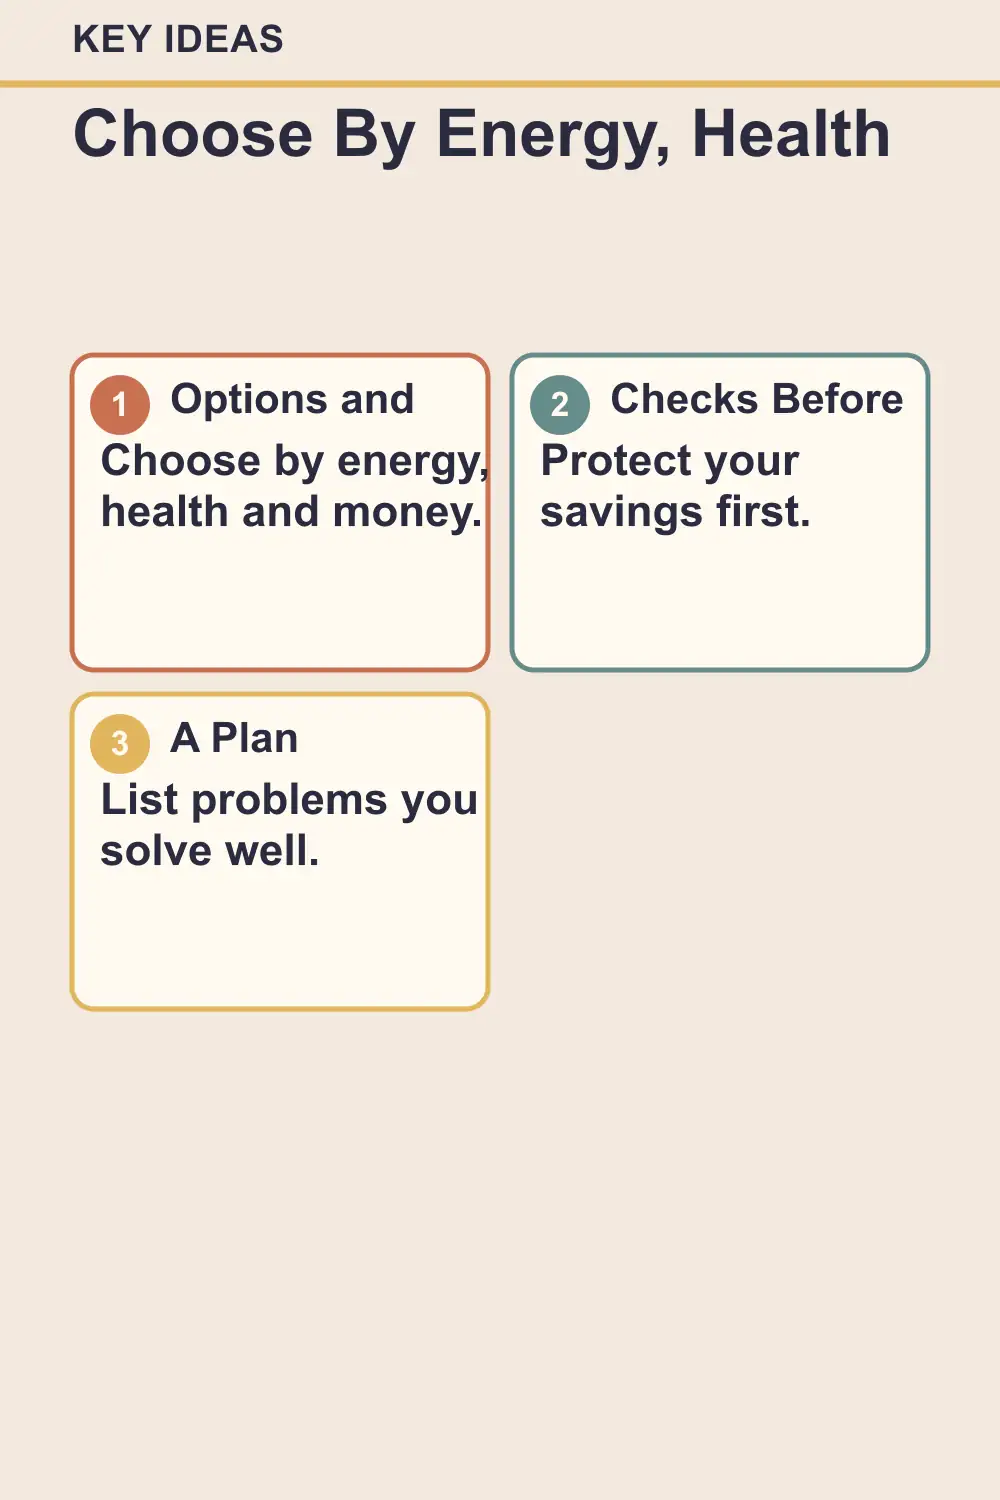 KEY IDEAS
Choose By Energy, Health
1 Options and
Choose by energy,
health and money.
2 Checks Before
Protect your
savings first.
3 A Plan
List problems you
solve well.